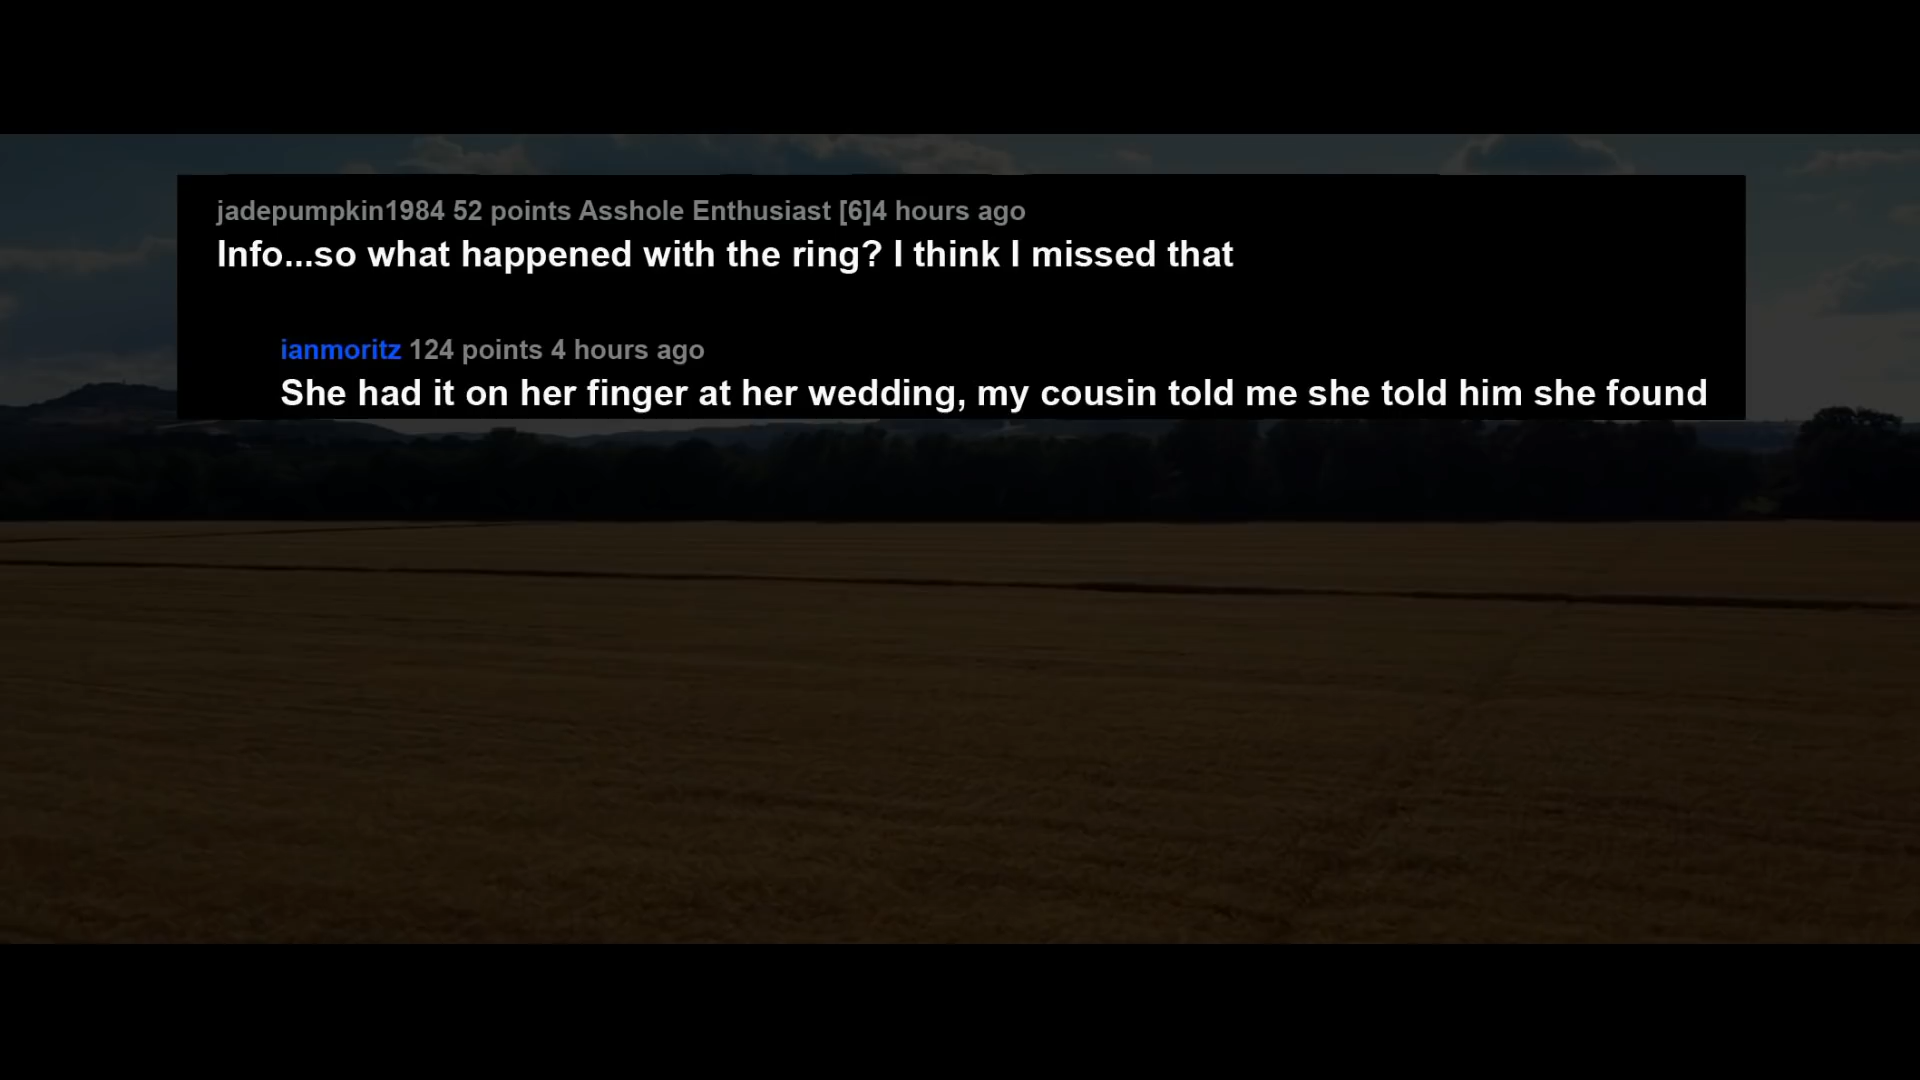 jadepumpkin1984 52 points Asshole Enthusiast [6]4 hours ago
Info...so what happened with the ring? I think I missed that
ianmoritz 124 points 4 hours ago
She had it on her finger at her wedding, my cousin told me she told him she found